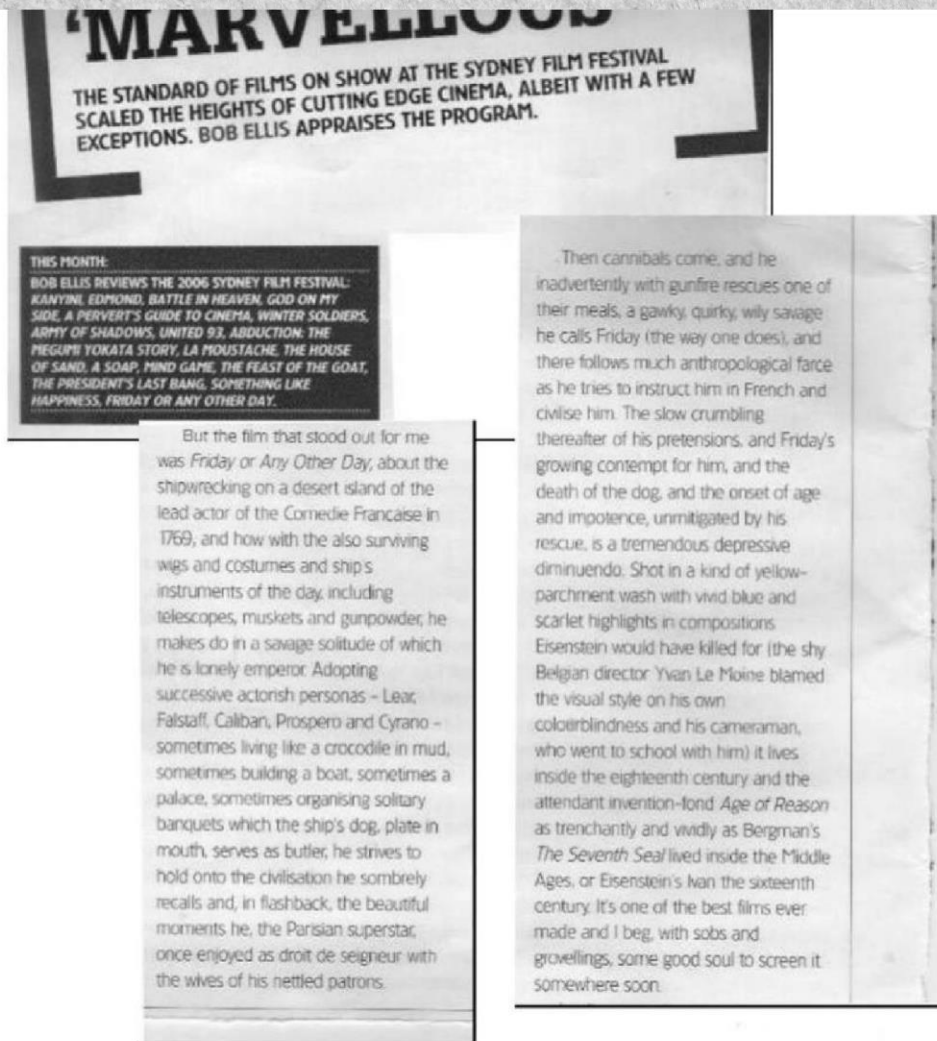 'MARVELLOUS
THE STANDARD OF FILMS ON SHOW AT THE SYDNEY FILM FESTIVAL
SCALED THE HEIGHTS OF CUTTING EDGE CINEMA, ALBEIT WITH A FEW
EXCEPTIONS. BOB ELLIS APPRAISES THE PROGRAM.
THIS MONTH:
BOB ELLIS REVIEWS THE 2006 SYDNEY FILM FESTIVAL:
KANYINI, EDMOND, BATTLE IN HEAVEN, GOD ON MY
SIDE, A PERVERT'S GUIDE TO CINEMA, WINTER SOLDIERS,
ARMY OF SHADOWS, UNITED 93, ABDUCTION: THE
MEGUMI YOKATA STORY, LA MOUSTACHE, THE HOUSE
OF SAND, A SOAP, MIND GAME, THE FEAST OF THE GOAT,
THE PRESIDENT'S LAST BANG, SOMETHING LIKE
HAPPINESS, FRIDAY OR ANY OTHER DAY.
But the film that stood out for me
was Friday or Any Other Day, about the
shipwrecking on a desert island of the
lead actor of the Comedie Francaise in
1769, and how with the also surviving
wigs and costumes and ship's
instruments of the day, including
telescopes, muskets and gunpowder, he
makes do in a savage solitude of which
he is lonely emperor. Adopting
successive actorish personas – Lear,
Falstaff, Caliban, Prospero and Cyrano –
sometimes living like a crocodile in mud,
sometimes building a boat, sometimes a
palace, sometimes organising solitary
banquets which the ship's dog, plate in
mouth, serves as butler, he strives to
hold onto the civilisation he sombrely
recalls and, in flashback, the beautiful
moments he, the Parisian superstar,
once enjoyed as droit de seigneur with
the wives of his nettled patrons.
Then cannibals come, and he
inadvertently with gunfire rescues one of
their meals, a gawky, quirky, wily savage
he calls Friday (the way one does), and
there follows much anthropological farce
as he tries to instruct him in French and
civilise him. The slow crumbling
thereafter of his pretensions, and Friday's
growing contempt for him, and the
death of the dog, and the onset of age
and impotence, unmitigated by his
rescue, is a tremendous depressive
diminuendo. Shot in a kind of yellow-
parchment wash with vivid blue and
scarlet highlights in compositions
Eisenstein would have killed for (the shy
Belgian director Yvan Le Moine blamed
the visual style on his own
colourblindness and his cameraman,
who went to school with him) it lives
inside the eighteenth century and the
attendant invention-fond Age of Reason
as trenchantly and vividly as Bergman's
The Seventh Seal lived inside the Middle
Ages, or Eisenstein's Ivan the sixteenth
century. It's one of the best films ever
made and I beg, with sobs and
grovellings, some good soul to screen it
somewhere soon.